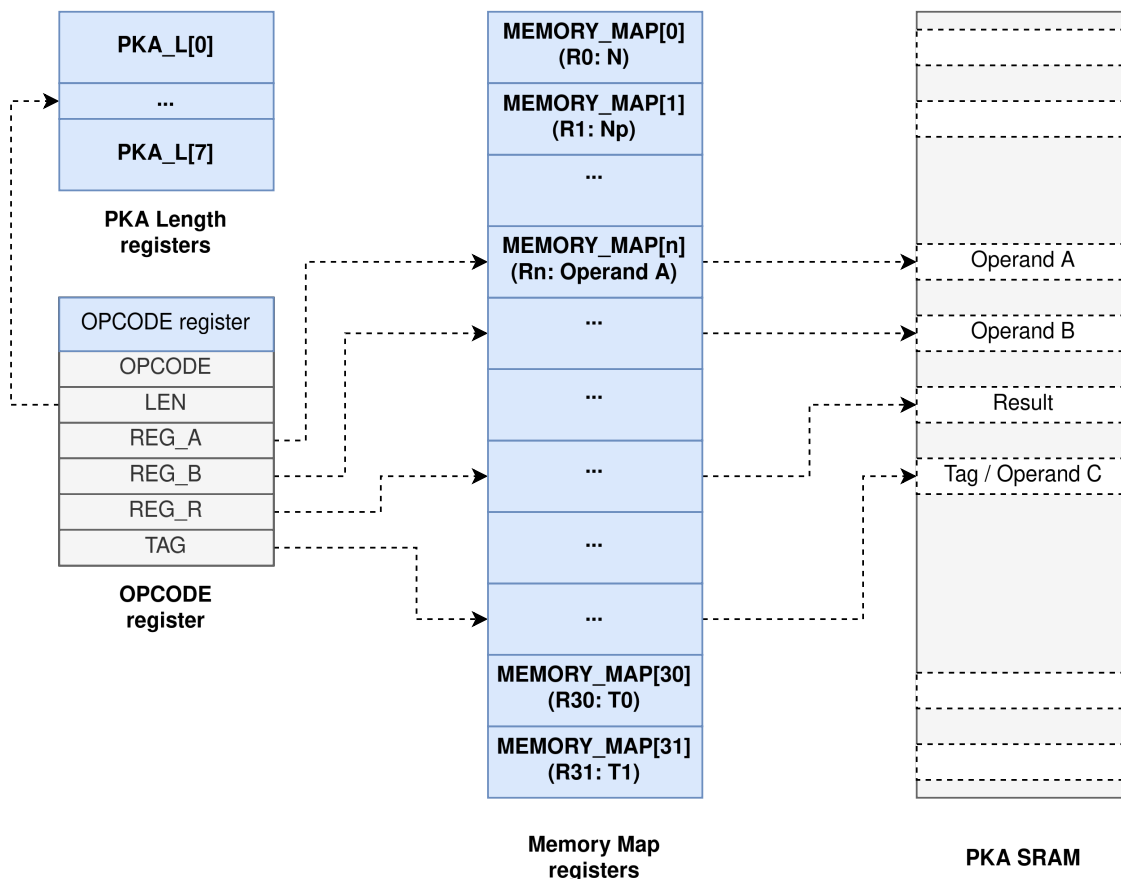 PKA_L[0]
...
PKA_L[7]
PKA Length
registers
OPCODE register
OPCODE
LEN
REG_A
REG_B
REG_R
TAG
OPCODE
register
MEMORY_MAP[0]
(R0: N)
MEMORY_MAP[1]
(R1: Np)
...
MEMORY_MAP[n]
(Rn: Operand A)
...
...
...
...
...
MEMORY_MAP[30]
(R30: T0)
MEMORY_MAP[31]
(R31: T1)
Memory Map
registers
Operand A
Operand B
Result
Tag / Operand C
PKA SRAM